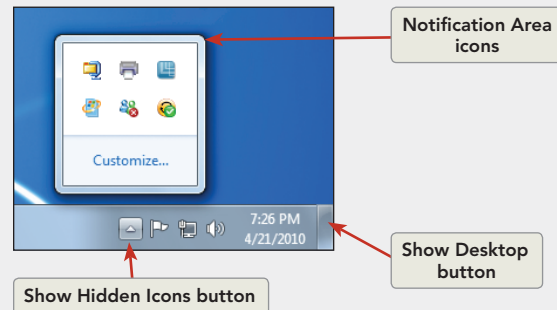 Notification Area
icons
Customize...
7:26 PM
4/21/2010
Show Desktop
button
Show Hidden Icons button